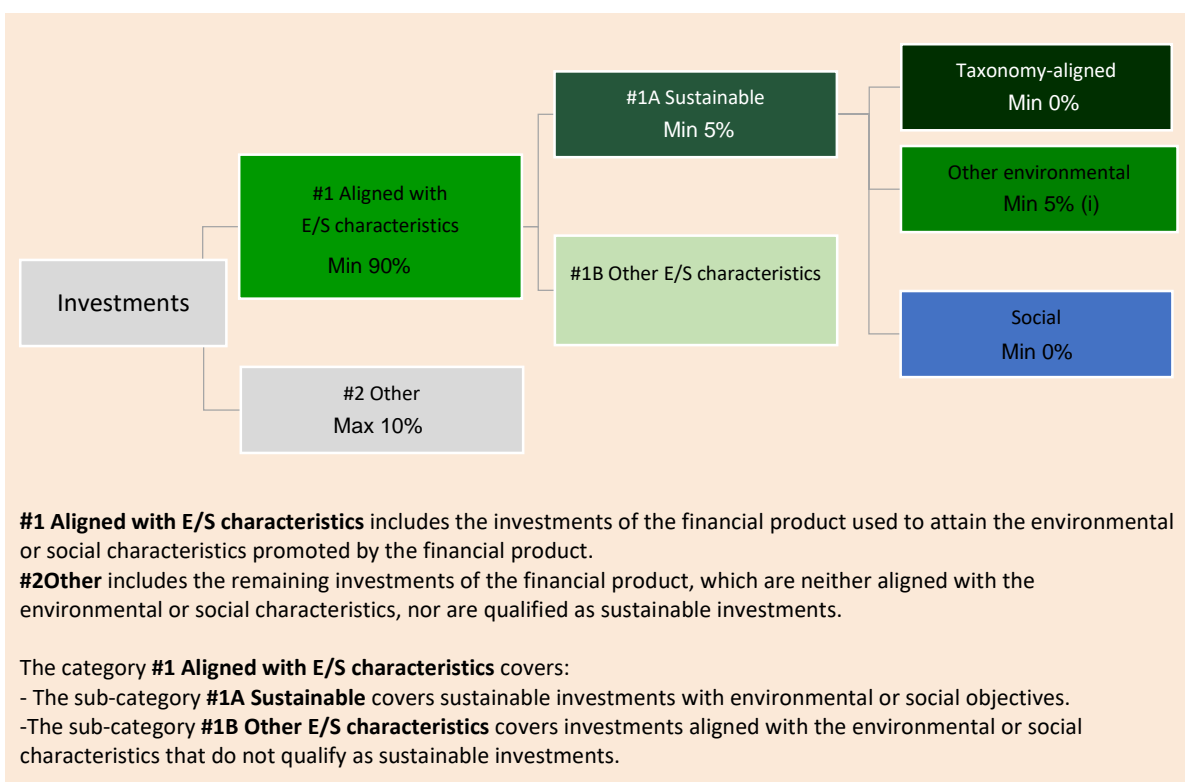 Taxonomy-aligned
Min 0%
#1A Sustainable
Min 5%
Other environmental
Min 5% (i)
#1 Aligned with
E/S characteristics
Min 90%
#1B Other E/S characteristics
Investments
Social
Min 0%
#2 Other
Max 10%
#1 Aligned with E/S characteristics includes the investments of the financial product used to attain the environmental
or social characteristics promoted by the financial product.
#2Other includes the remaining investments of the financial product, which are neither aligned with the
environmental or social characteristics, nor are qualified as sustainable investments.
The category #1 Aligned with E/S characteristics covers:
- The sub-category #1A Sustainable covers sustainable investments with environmental or social objectives.
-The sub-category #1B Other E/S characteristics covers investments aligned with the environmental or social
characteristics that do not qualify as sustainable investments.